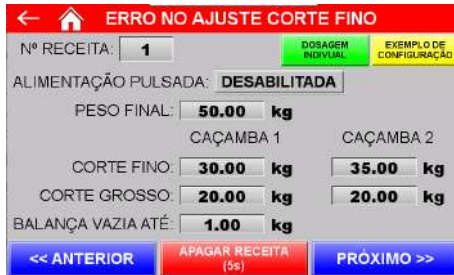 ERRO NO AJUSTE CORTE FINO
Nº RECEITA: 1
DOSAGEM
INDIVUAL
EXEMPLO DE
CONFIGURAÇÃO
ALIMENTAÇÃO PULSADA: DESABILITADA
PESO FINAL: 50.00 kg
CAÇAMBA 1 CAÇAMBA 2
CORTE FINO: 30.00 kg 35.00 kg
CORTE GROSSO: 20.00 kg 20.00 kg
BALANÇA VAZIA ATÉ: 1.00 kg
<< ANTERIOR
APAGAR RECEITA
(5s)
PRÓXIMO >>